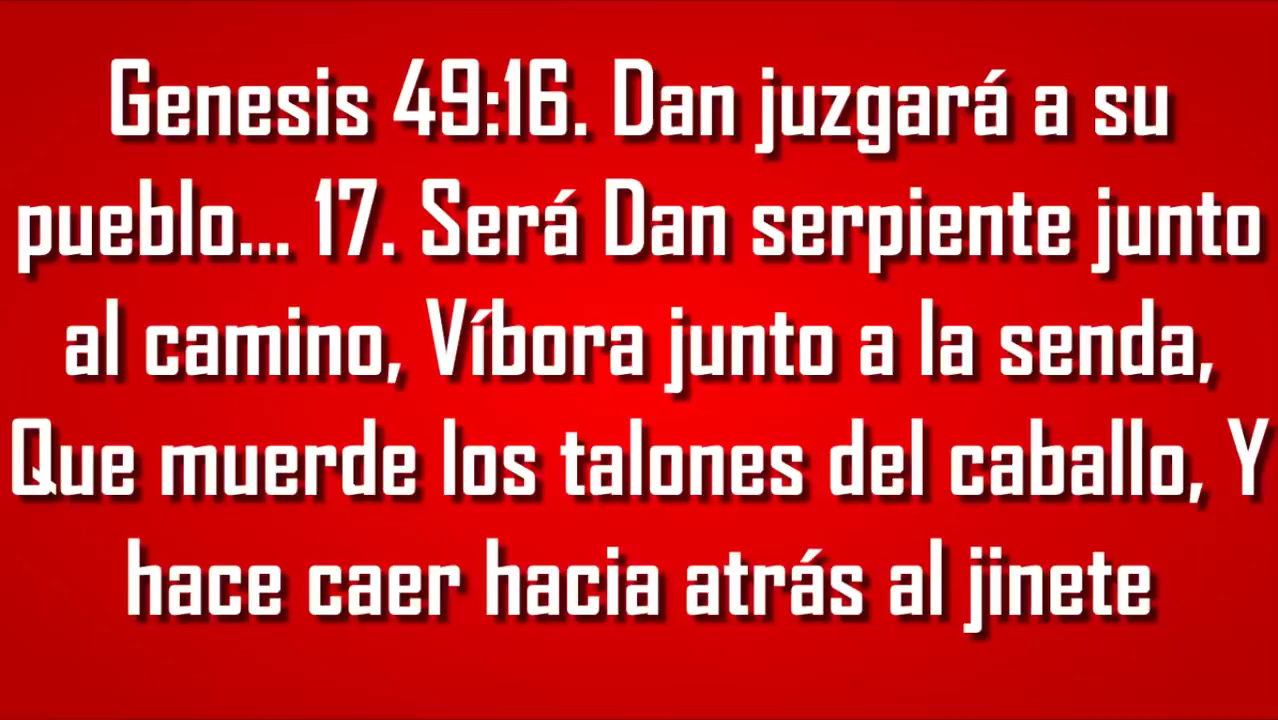 Genesis 49:16. Dan juzgará a su
pueblo... 17. Será Dan serpiente junto
al camino, Víbora junto a la senda,
Que muerde los talones del caballo, Y
hace caer hacia atrás al jinete